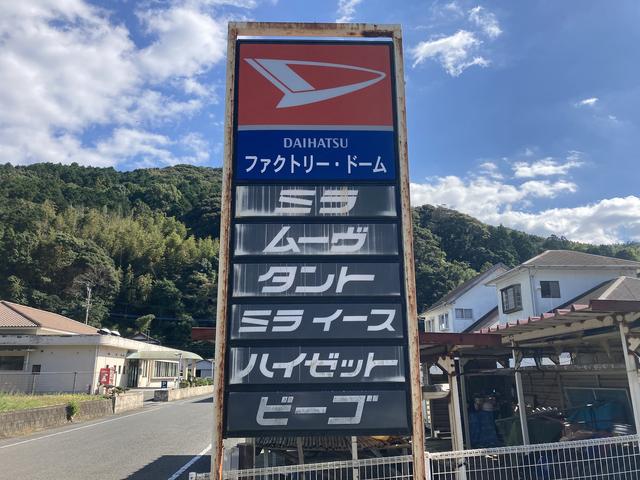 DAIHATSU
ファクトリー・ドーム
ミラ
ムーヴ
タント
ミラ イース
ハイゼット
ビーゴ